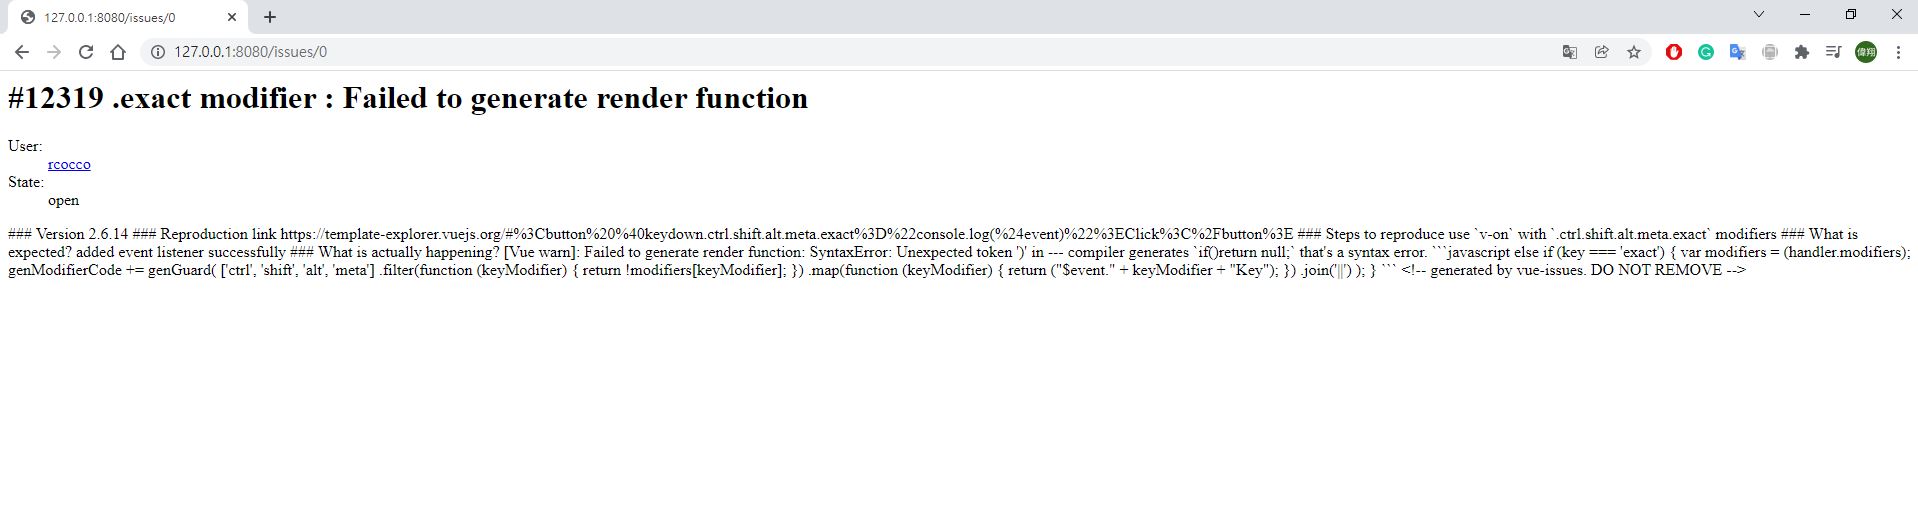 127.0.0.1:8080/issues/0
127.0.0.1:8080/issues/0
偉翔
#12319 .exact modifier : Failed to generate render function
User:
rcocco
State:
open
### Version 2.6.14 ### Reproduction link https://template-explorer.vuejs.org/#%3Cbutton%20%40keydown.ctrl.shift.alt.meta.exact%3D%22console.log(%24event)%22%3EClick%3C%2Fbutton%3E ### Steps to reproduce use `v-on` with `.ctrl.shift.alt.meta.exact` modifiers ### What is
expected? added event listener successfully ### What is actually happening? [Vue warn]: Failed to generate render function: SyntaxError: Unexpected token ')' in --- compiler generates `if()return null;` that's a syntax error. ```javascript else if (key === 'exact') { var modifiers = (handler.modifiers);
genModifierCode += genGuard( ['ctrl', 'shift', 'alt', 'meta'] .filter(function (keyModifier) { return !modifiers[keyModifier]; }) .map(function (keyModifier) { return ("$event." + keyModifier + "Key"); }) .join('||') ); } ``` <!-- generated by vue-issues. DO NOT REMOVE -->